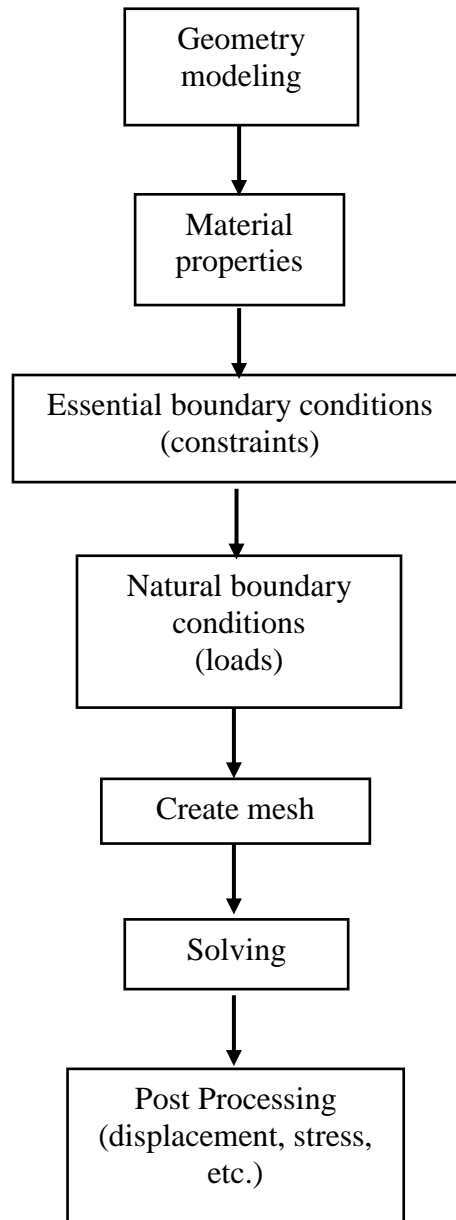 Geometry
modeling
Material
properties
Essential boundary conditions
(constraints)
Natural boundary
conditions
(loads)
Create mesh
Solving
Post Processing
(displacement, stress,
etc.)